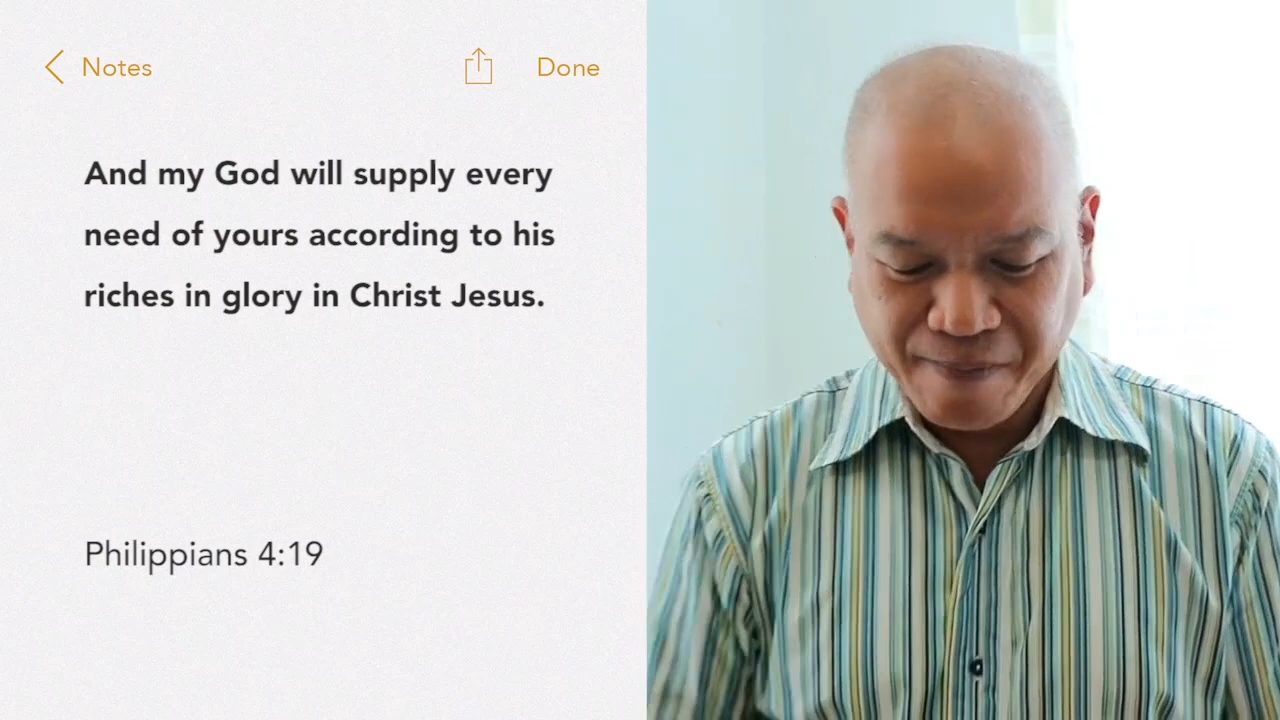 Notes
Done
And my God will supply every
need of yours according to his
riches in glory in Christ Jesus.
Philippians 4:19